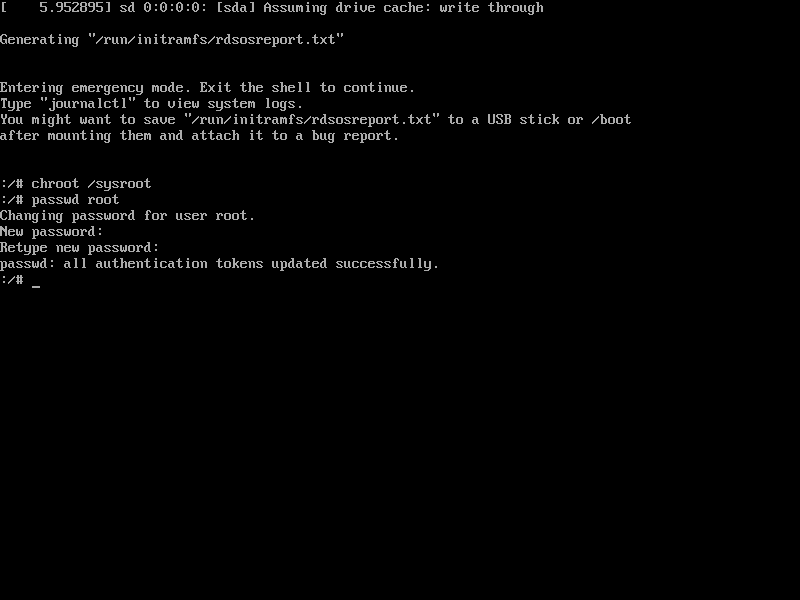 [    5.952895] sd 0:0:0:0: [sda] Assuming drive cache: write through
Generating "/run/initramfs/rdsosreport.txt"
Entering emergency mode. Exit the shell to continue.
Type "journalctl" to view system logs.
You might want to save "/run/initramfs/rdsosreport.txt" to a USB stick or /boot
after mounting them and attach it to a bug report.
:/# chroot /sysroot
:/# passwd root
Changing password for user root.
New password:
Retype new password:
passwd: all authentication tokens updated successfully.
:/# _